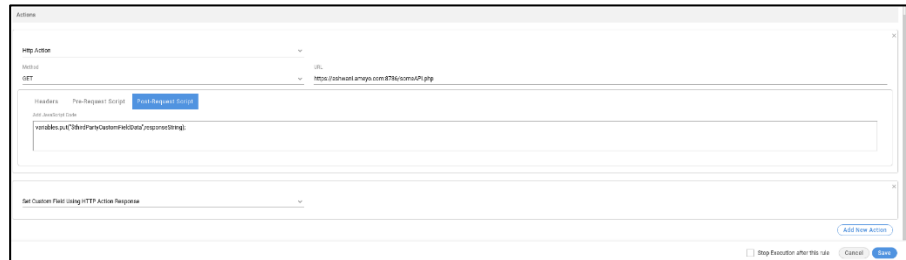 Actions
Http Action
Method
URL
GET
https://ashwani.ameyo.com:8786/someAPI.php
Headers Pre-Request Script Post-Request Script
Add JavaScript Code
variables.put("$thirdPartyCustomFieldData",responseString);
Set Custom Field Using HTTP Action Response
Add New Action
Stop Execution after this rule Cancel Save